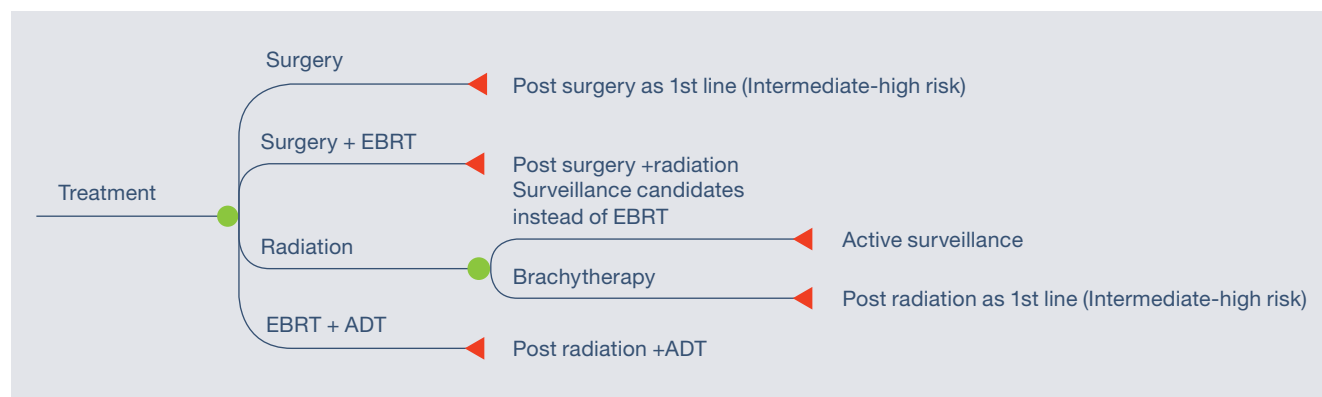 Surgery
Post surgery as 1st line (Intermediate-high risk)
Surgery + EBRT
Post surgery +radiation
Treatment
Surveillance candidates
instead of EBRT
Radiation
Active surveillance
Brachytherapy
Post radiation as 1st line (Intermediate-high risk)
EBRT + ADT
Post radiation +ADT